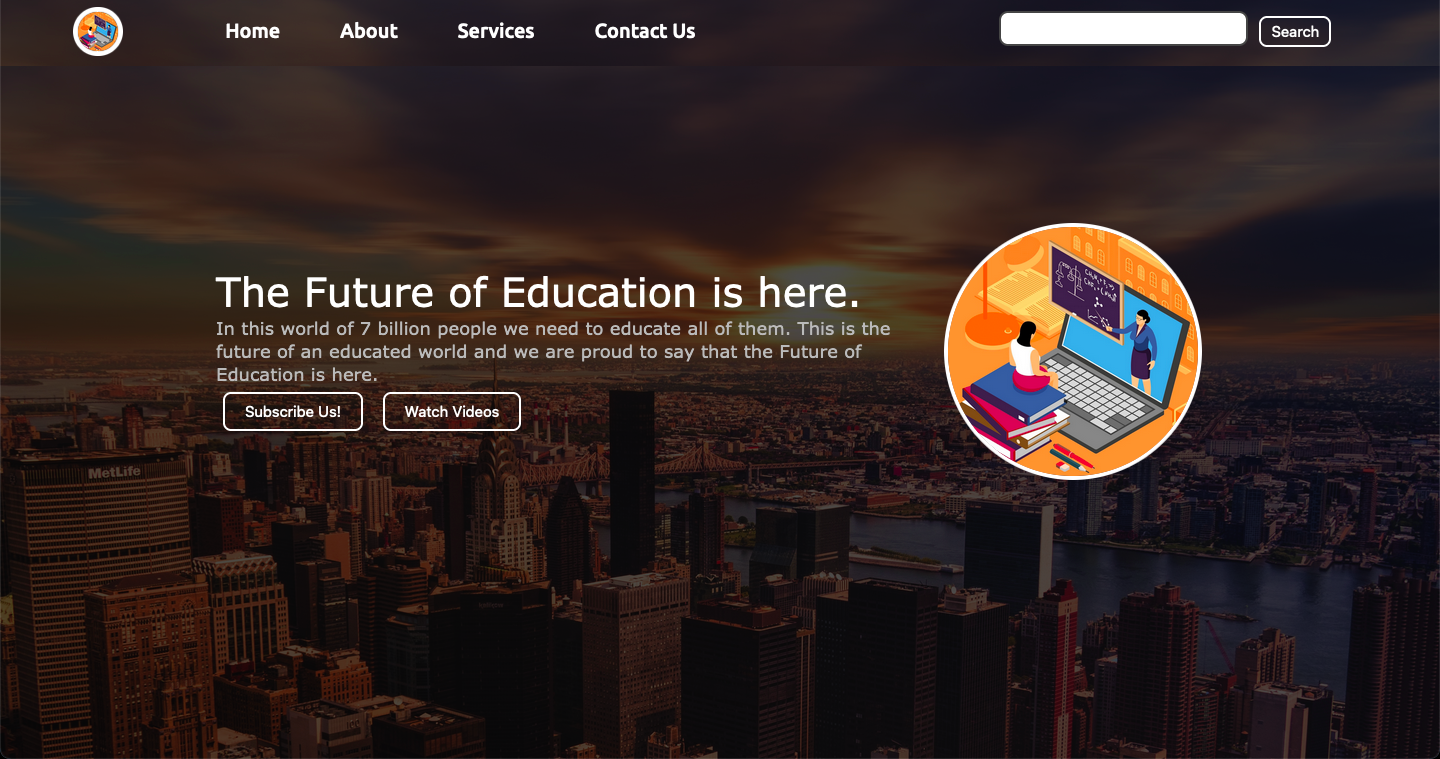 Home About Services Contact Us Search
The Future of Education is here.
In this world of 7 billion people we need to educate all of them. This is the
future of an educated world and we are proud to say that the Future of
Education is here.
Subscribe Us! Watch Videos
MetLife